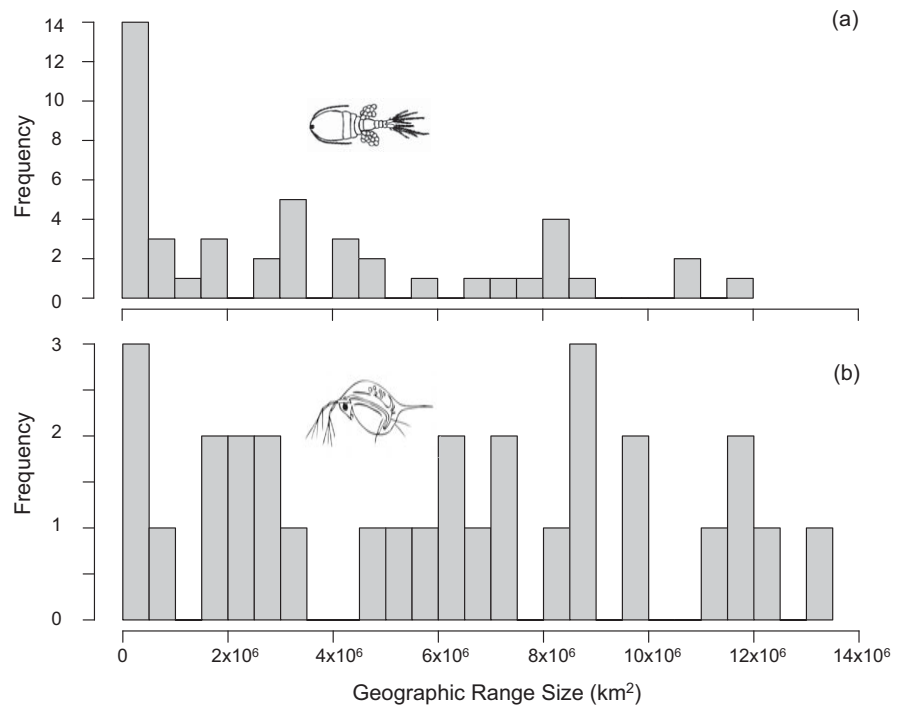 (a)
14
12
10
8
6
4
2
0
Frequency
(b)
3
2
1
0
Frequency
0 2x10⁶ 4x10⁶ 6x10⁶ 8x10⁶ 10x10⁶ 12x10⁶ 14x10⁶
Geographic Range Size (km²)